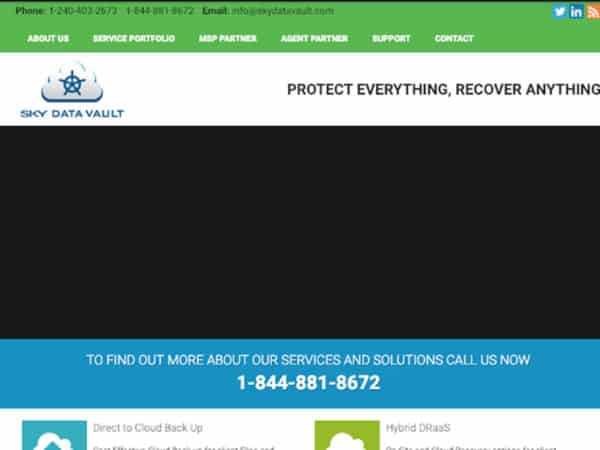 Phone: 1-240-403-2673 1-844-881-8672 Email: info@skydatavault.com
ABOUT US SERVICE PORTFOLIO MSP PARTNER AGENT PARTNER SUPPORT CONTACT
SKY DATA VAULT
PROTECT EVERYTHING, RECOVER ANYTHING
TO FIND OUT MORE ABOUT OUR SERVICES AND SOLUTIONS CALL US NOW
1-844-881-8672
Direct to Cloud Back Up
Hybrid DRaaS